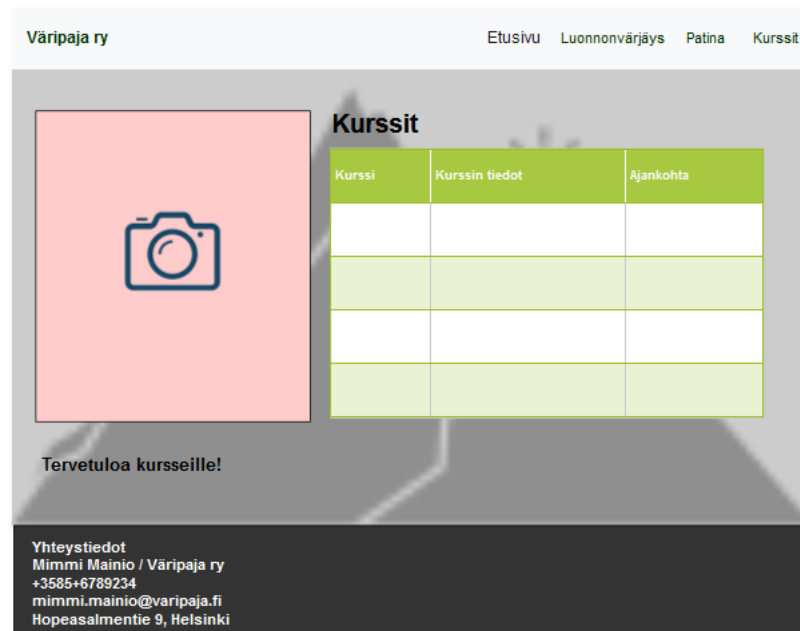 Väripaja ry
Etusivu Luonnonvärjäys Patina Kurssit
Kurssit
Kurssi Kurssin tiedot Ajankohta
Tervetuloa kursseille!
Yhteystiedot
Mimmi Mainio / Väripaja ry
+3585+6789234
mimmi.mainio@varipaja.fi
Hopeasalmentie 9, Helsinki